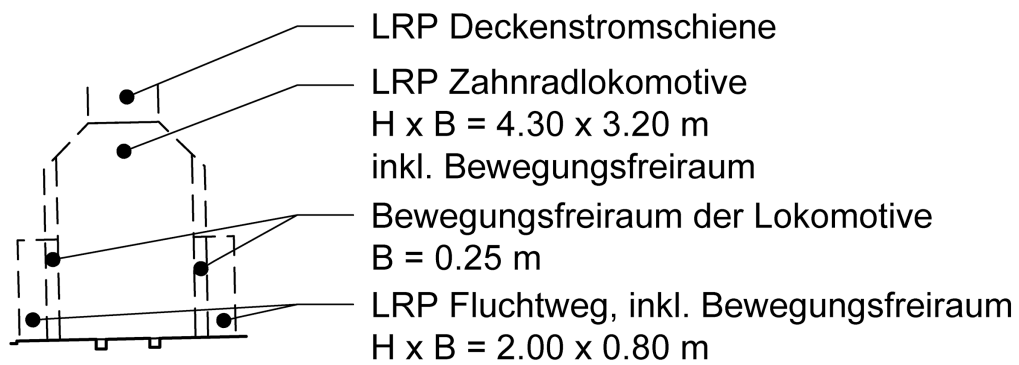 LRP Deckenstromschiene
LRP Zahnradlokomotive
H x B = 4.30 x 3.20 m
inkl. Bewegungsfreiraum
Bewegungsfreiraum der Lokomotive
B = 0.25 m
LRP Fluchtweg, inkl. Bewegungsfreiraum
H x B = 2.00 x 0.80 m